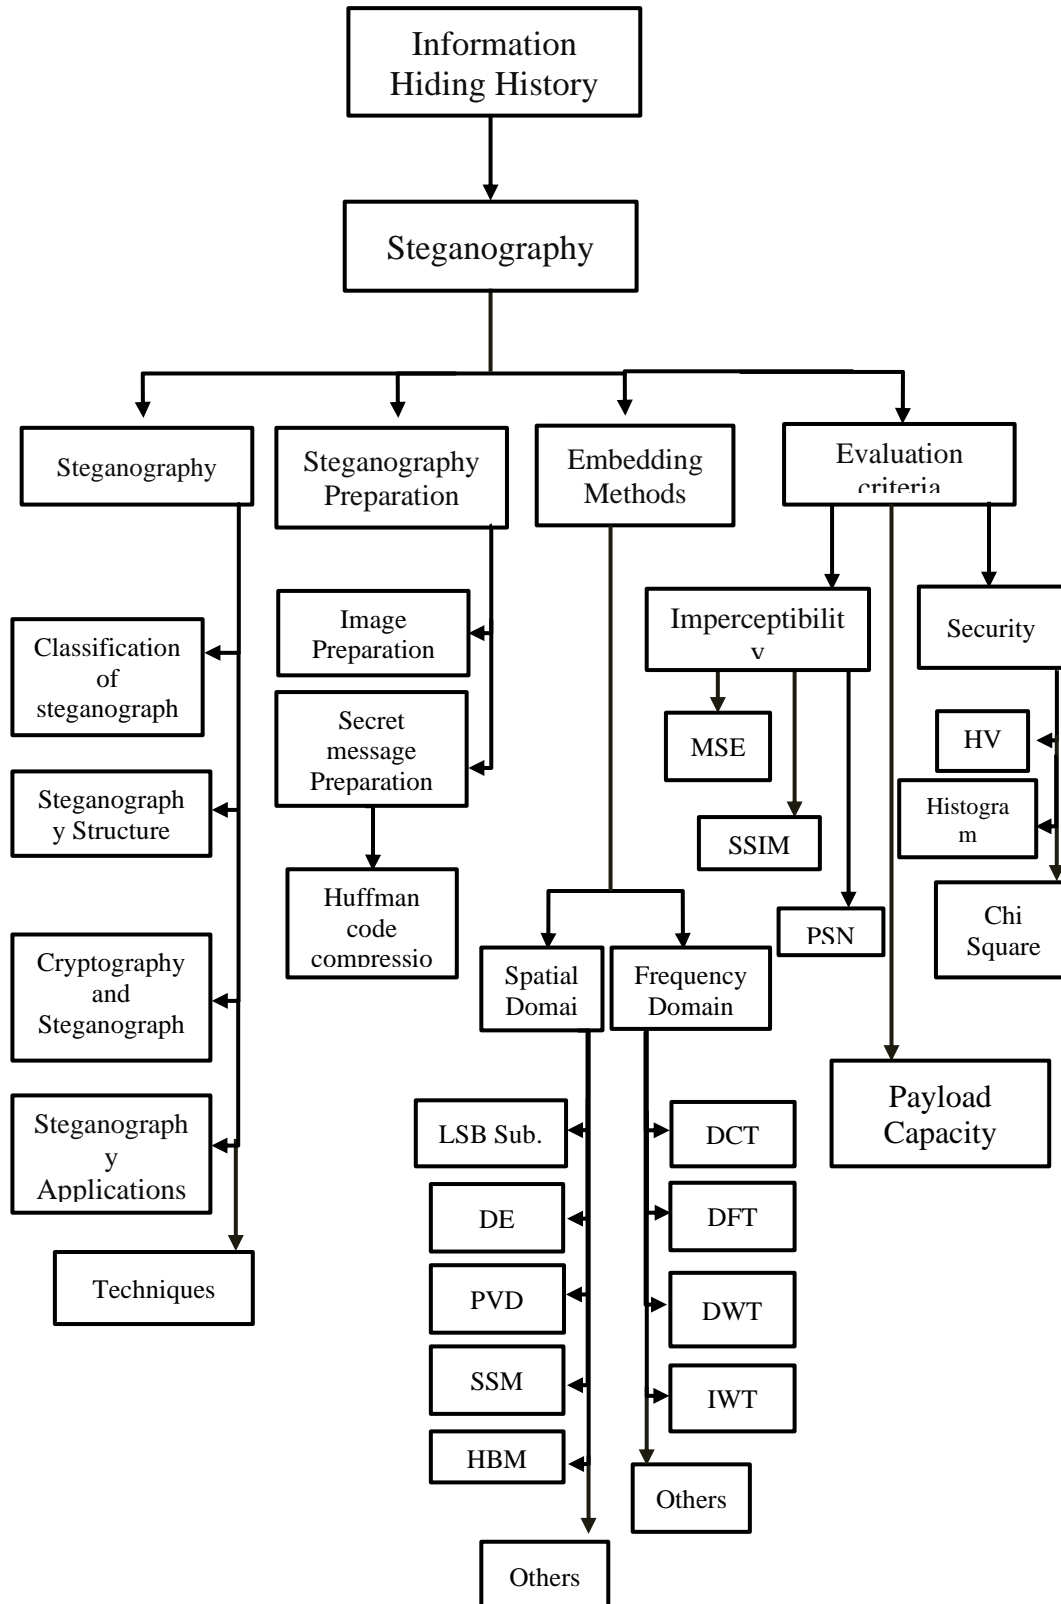 Information
Hiding History
Steganography
Steganography
Steganography
Preparation
Embedding
Methods
Evaluation
criteria
Classification
of
steganograph
Steganograph
y Structure
Cryptography
and
Steganograph
Steganograph
y
Applications
Techniques
Image
Preparation
Secret
message
Preparation
Huffman
code
compressio
Spatial
Domai
LSB Sub.
DE
PVD
SSM
HBM
Others
Frequency
Domain
DCT
DFT
DWT
IWT
Others
Imperceptibilit
y
MSE
SSIM
PSN
Payload
Capacity
Security
HV
Histogra
m
Chi
Square